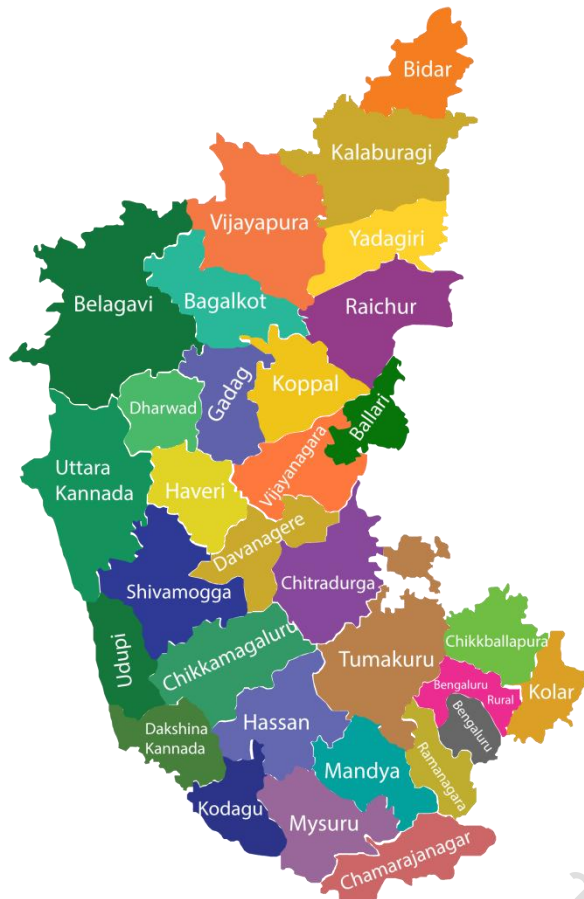 Bidar
Kalaburagi
Vijayapura
Yadagiri
Belagavi
Bagalkot
Raichur
Gadag
Koppal
Dharwad
Ballari
Vijayanagara
Uttara
Kannada
Haveri
Davanagere
Shivamogga
Chitradurga
Udupi
Chikkamagaluru
Tumakuru
Chikkballapura
Bengaluru
Rural
Kolar
Bengaluru
Dakshina
Kannada
Hassan
Ramanagara
Mandya
Kodagu
Mysuru
Chamarajanagar